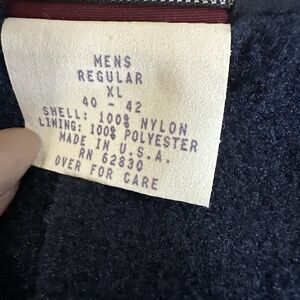 MENS
REGULAR
XL
40 - 42
SHELL: 100% NYLON
LINING: 100% POLYESTER
MADE IN U.S.A.
RN 62830
OVER FOR CARE